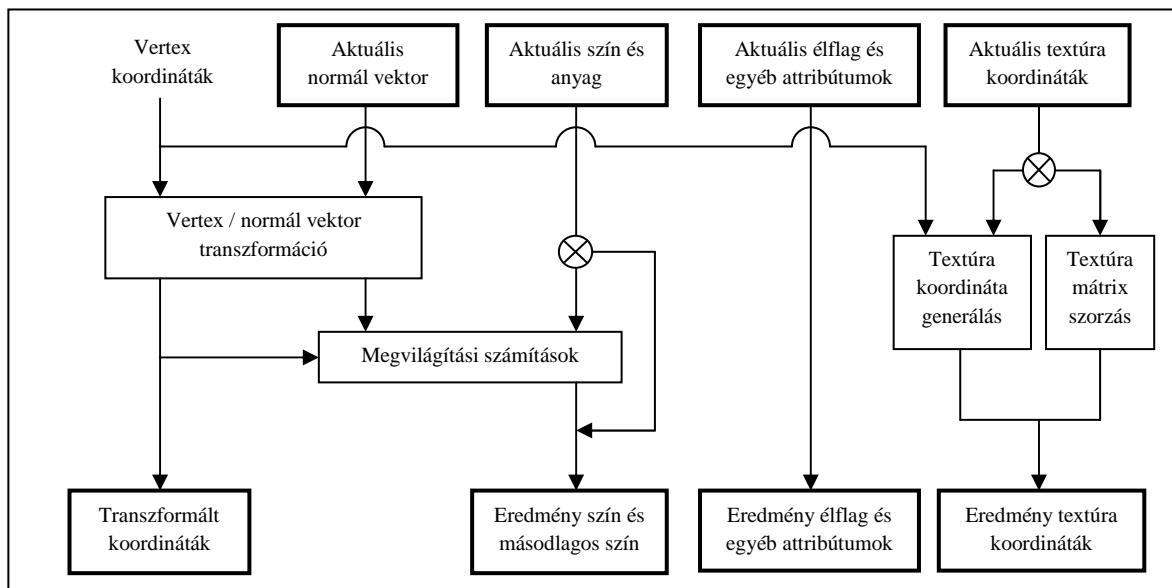 Vertex
koordináták
Aktuális
normál vektor
Aktuális szín és
anyag
Aktuális élflag és
egyéb attribútumok
Aktuális textúra
koordináták
Vertex / normál vektor
transzformáció
Textúra
koordináta
generálás
Textúra
mátrix
szorzás
Megvilágítási számítások
Transzformált
koordináták
Eredmény szín és
másodlagos szín
Eredmény élflag és
egyéb attribútumok
Eredmény textúra
koordináták